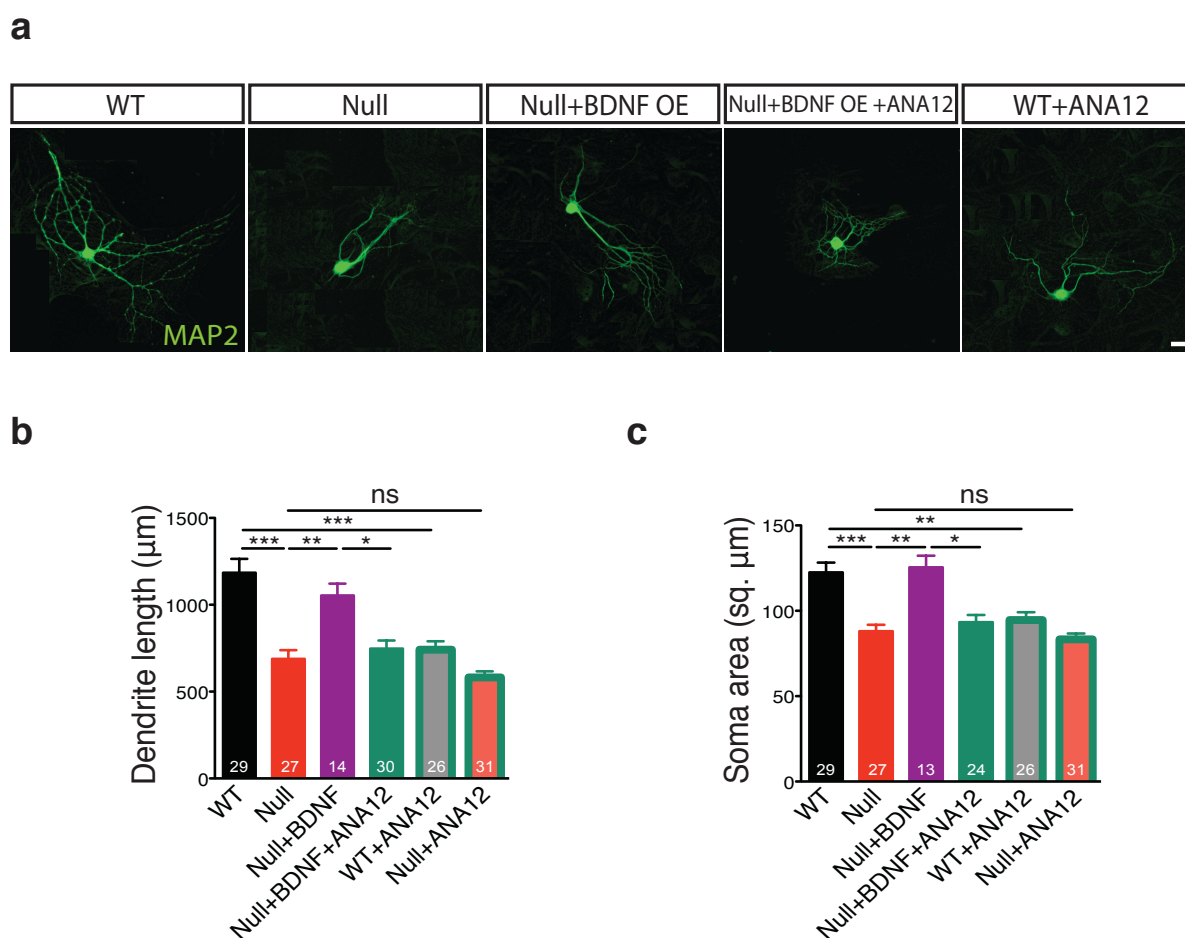 a
WT
Null
Null+BDNF OE
Null+BDNF OE +ANA12
WT+ANA12
MAP2
b
Dendrite length (µm)
1500
1000
500
0
ns
***
*** ** *
29 27 14 30 26 31
WT
Null
Null+BDNF
Null+BDNF+ANA12
WT+ANA12
Null+ANA12
c
Soma area (sq. µm)
150
100
50
0
ns
**
*** ** *
29 27 13 24 26 31
WT
Null
Null+BDNF
Null+BDNF+ANA12
WT+ANA12
Null+ANA12